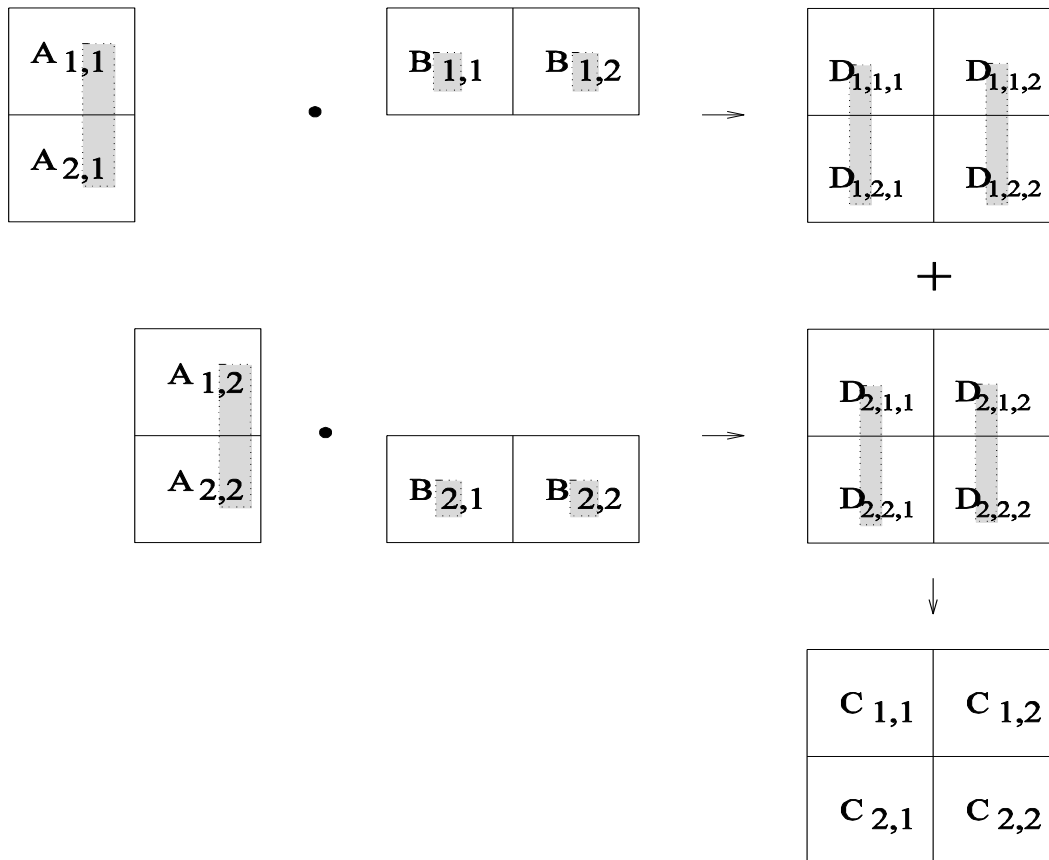 A 1,1 • B 1,1 B 1,2 → D1,1,1 D1,1,2
A 2,1 D1,2,1 D1,2,2
+
A 1,2 D2,1,1 D2,1,2
A 2,2 • B 2,1 B 2,2 → D2,2,1 D2,2,2
↓
C 1,1 C 1,2
C 2,1 C 2,2